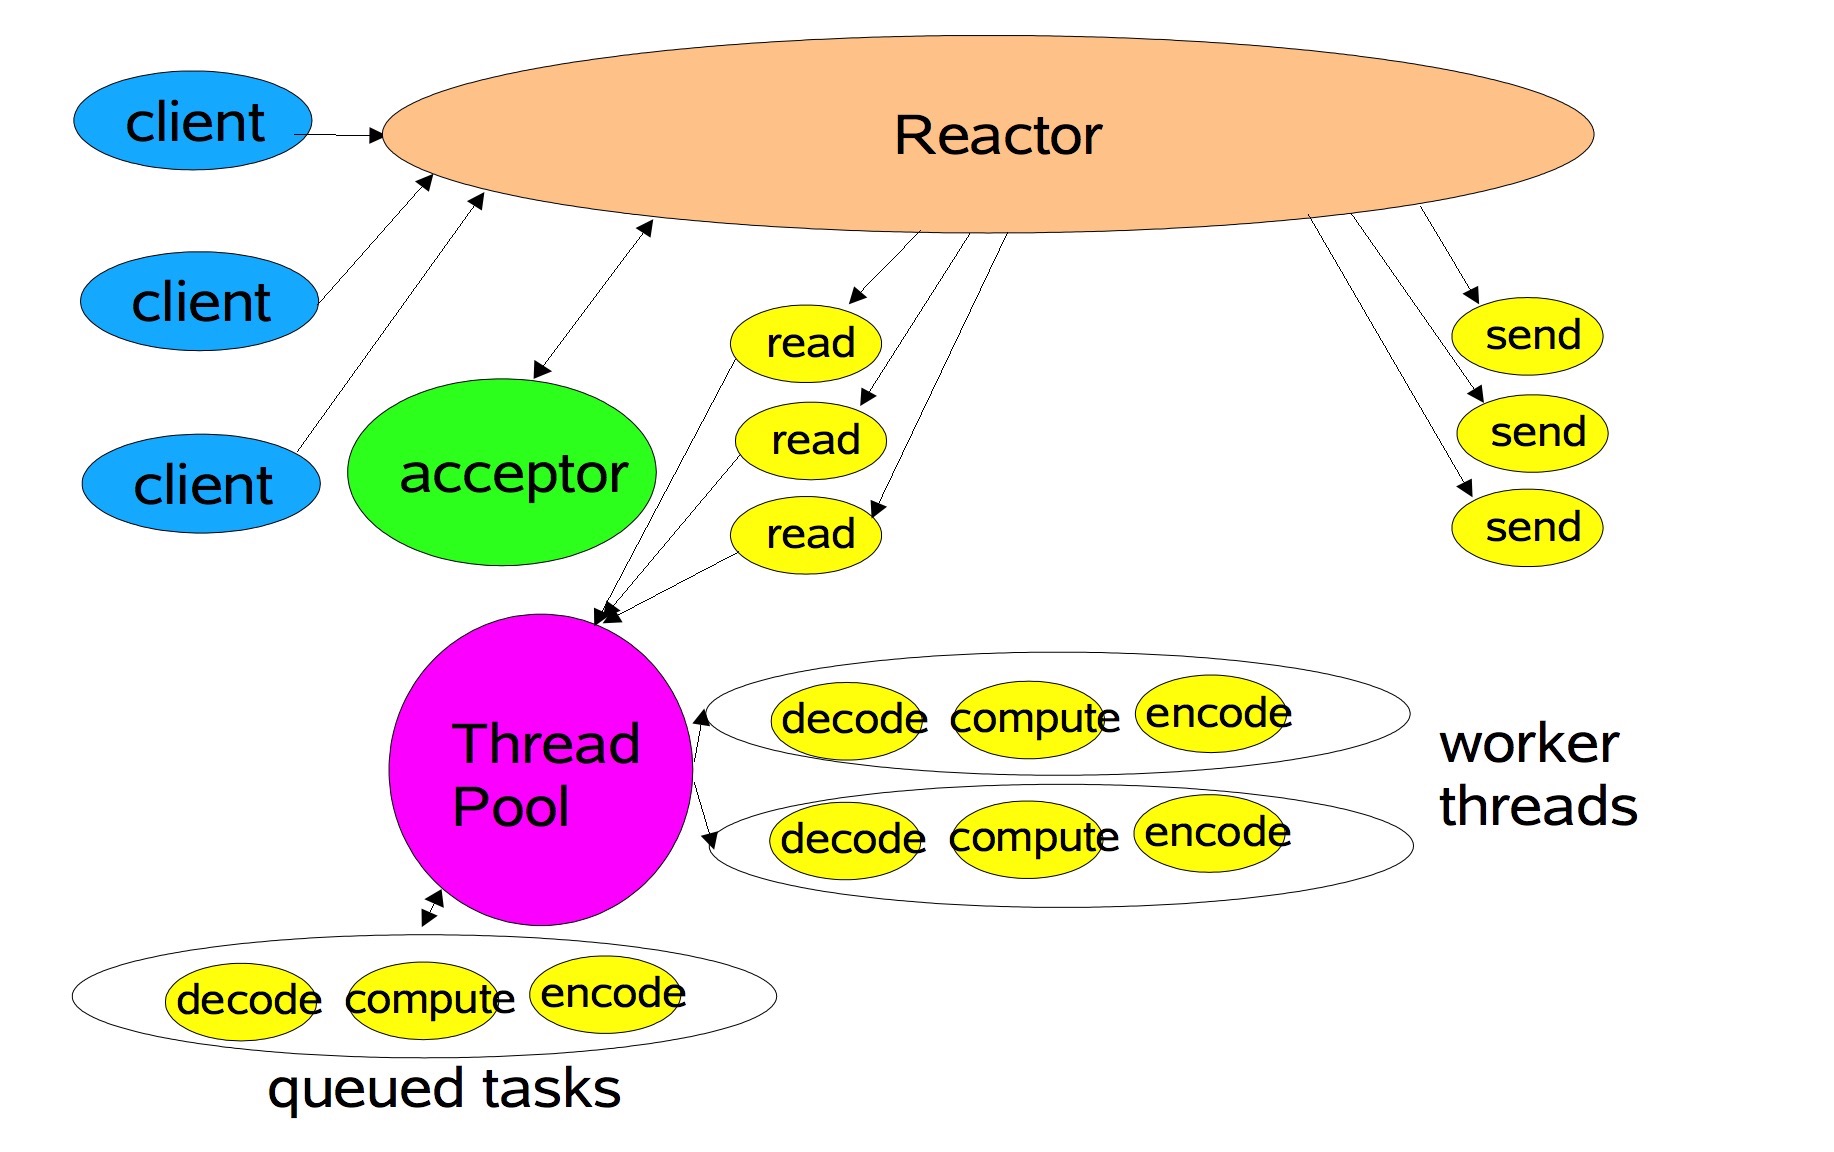 client
Reactor
client
read
send
client
acceptor
read
send
read
send
Thread
Pool
decode compute encode
decode compute encode
worker
threads
decode compute encode
queued tasks